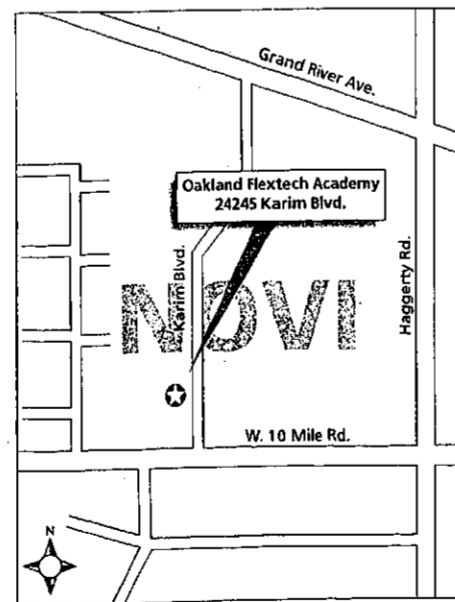 Grand River Ave.
Oakland Flextech Academy
24245 Karim Blvd.
Karim Blvd.
Haggerty Rd.
NOVI
W. 10 Mile Rd.
N